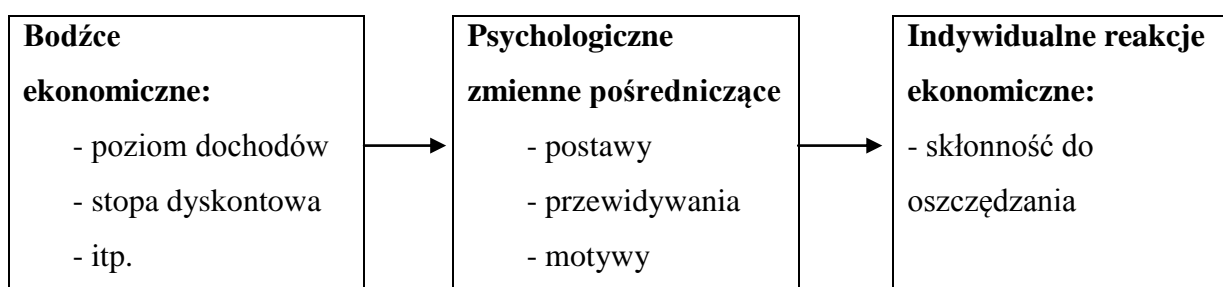 Bodźce
ekonomiczne:
- poziom dochodów
- stopa dyskontowa
- itp.
Psychologiczne
zmienne pośredniczące
- postawy
- przewidywania
- motywy
Indywidualne reakcje
ekonomiczne:
- skłonność do
oszczędzania